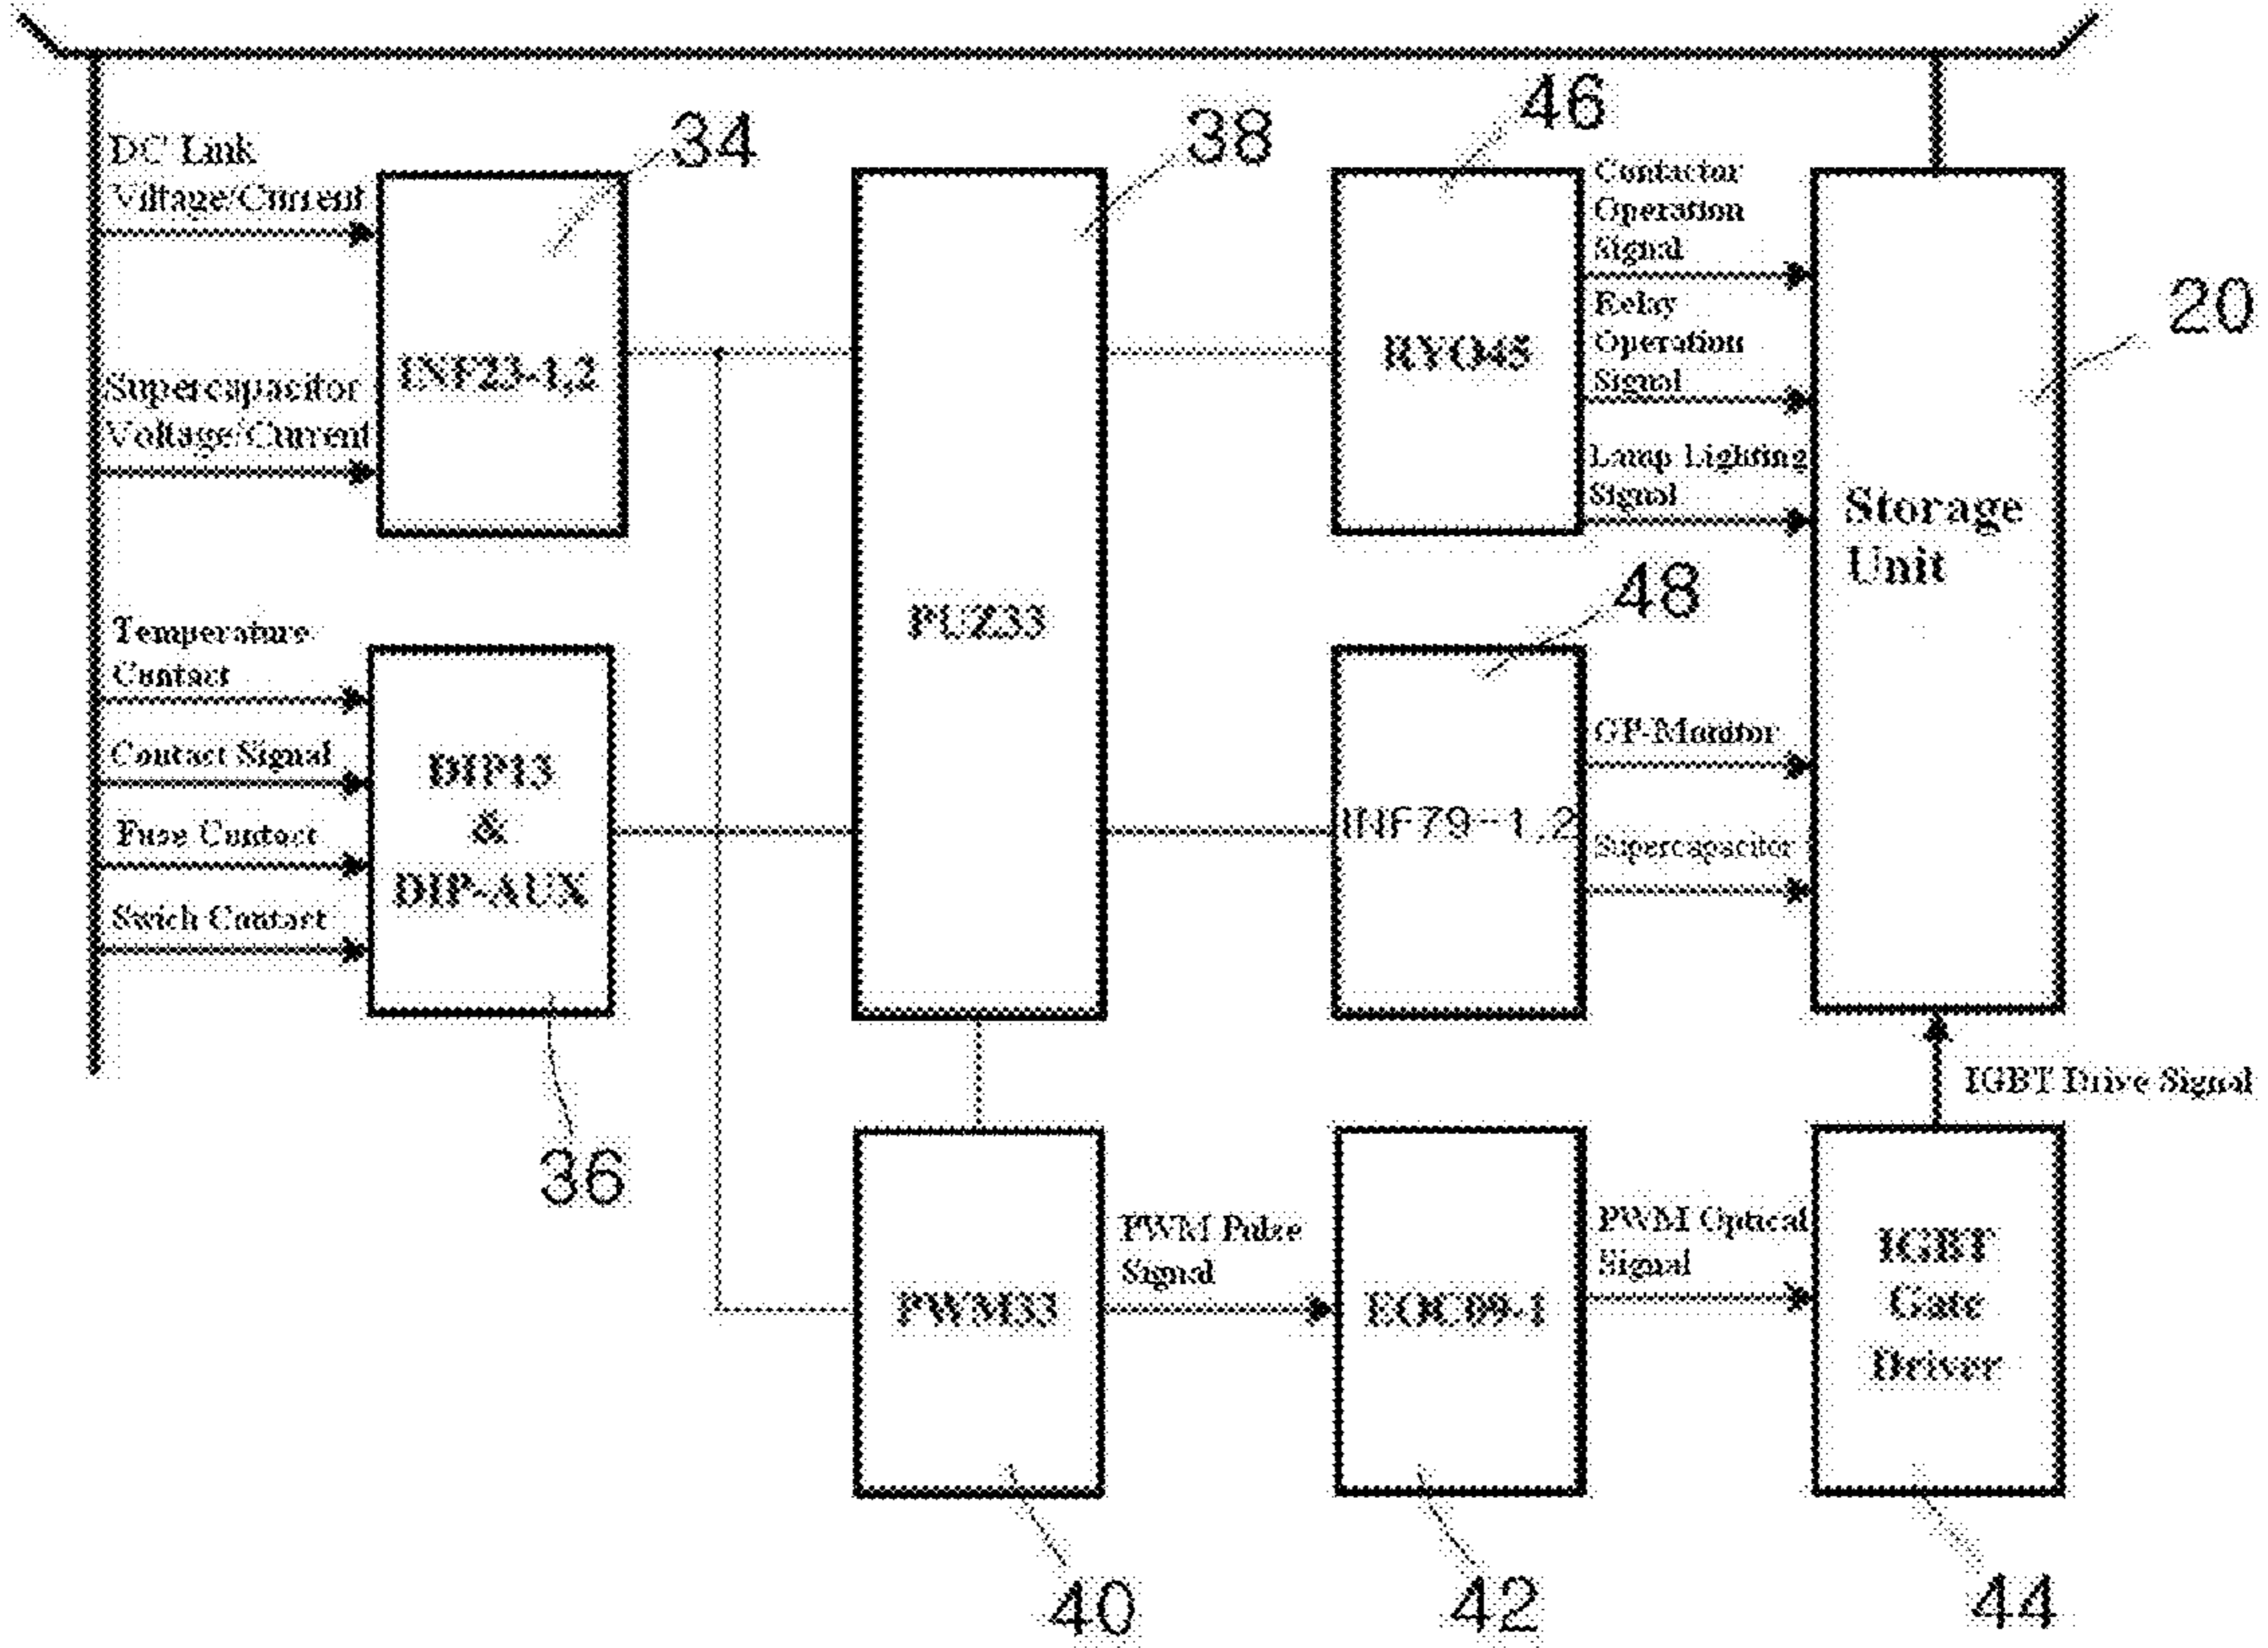 46
34
38
DC Link
Viltage/Current
Contactor
Operation
Signal
20
Relay
Operation
Signal
INF23-1,2
RYO45
Supercapacitor
Voltage/Current
Lamp Lighting
Signal
Storage
Unit
48
PUZ33
Temperature
Contact
GP-Monitor
Contact Signal
DIP13
&
DIP-AUX
INF79-1,2
Fuse Contact
Supercapacitor
Swich Contact
IGBT Drive Signal
36
PWM Pulse
Signal
PWM Optical
Signal
IGBT
Gate
Driver
PWM33
EOC09-1
40
42
44